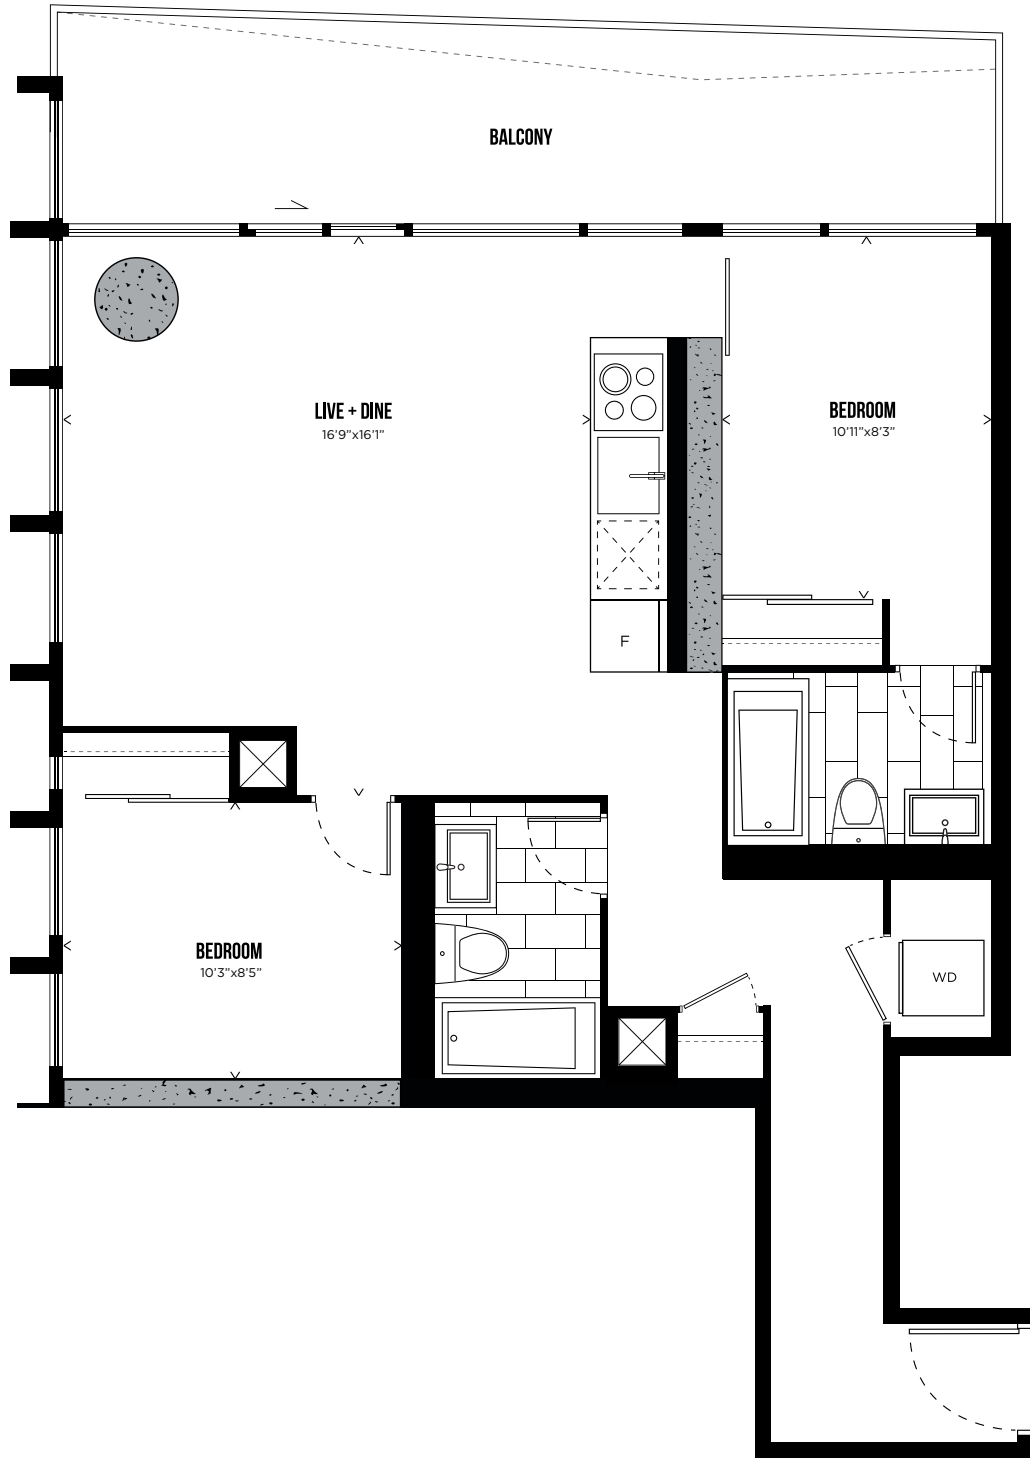 BALCONY
LIVE + DINE
16'9"x16'1"
BEDROOM
10'11"x8'3"
F
BEDROOM
10'3"x8'5"
WD